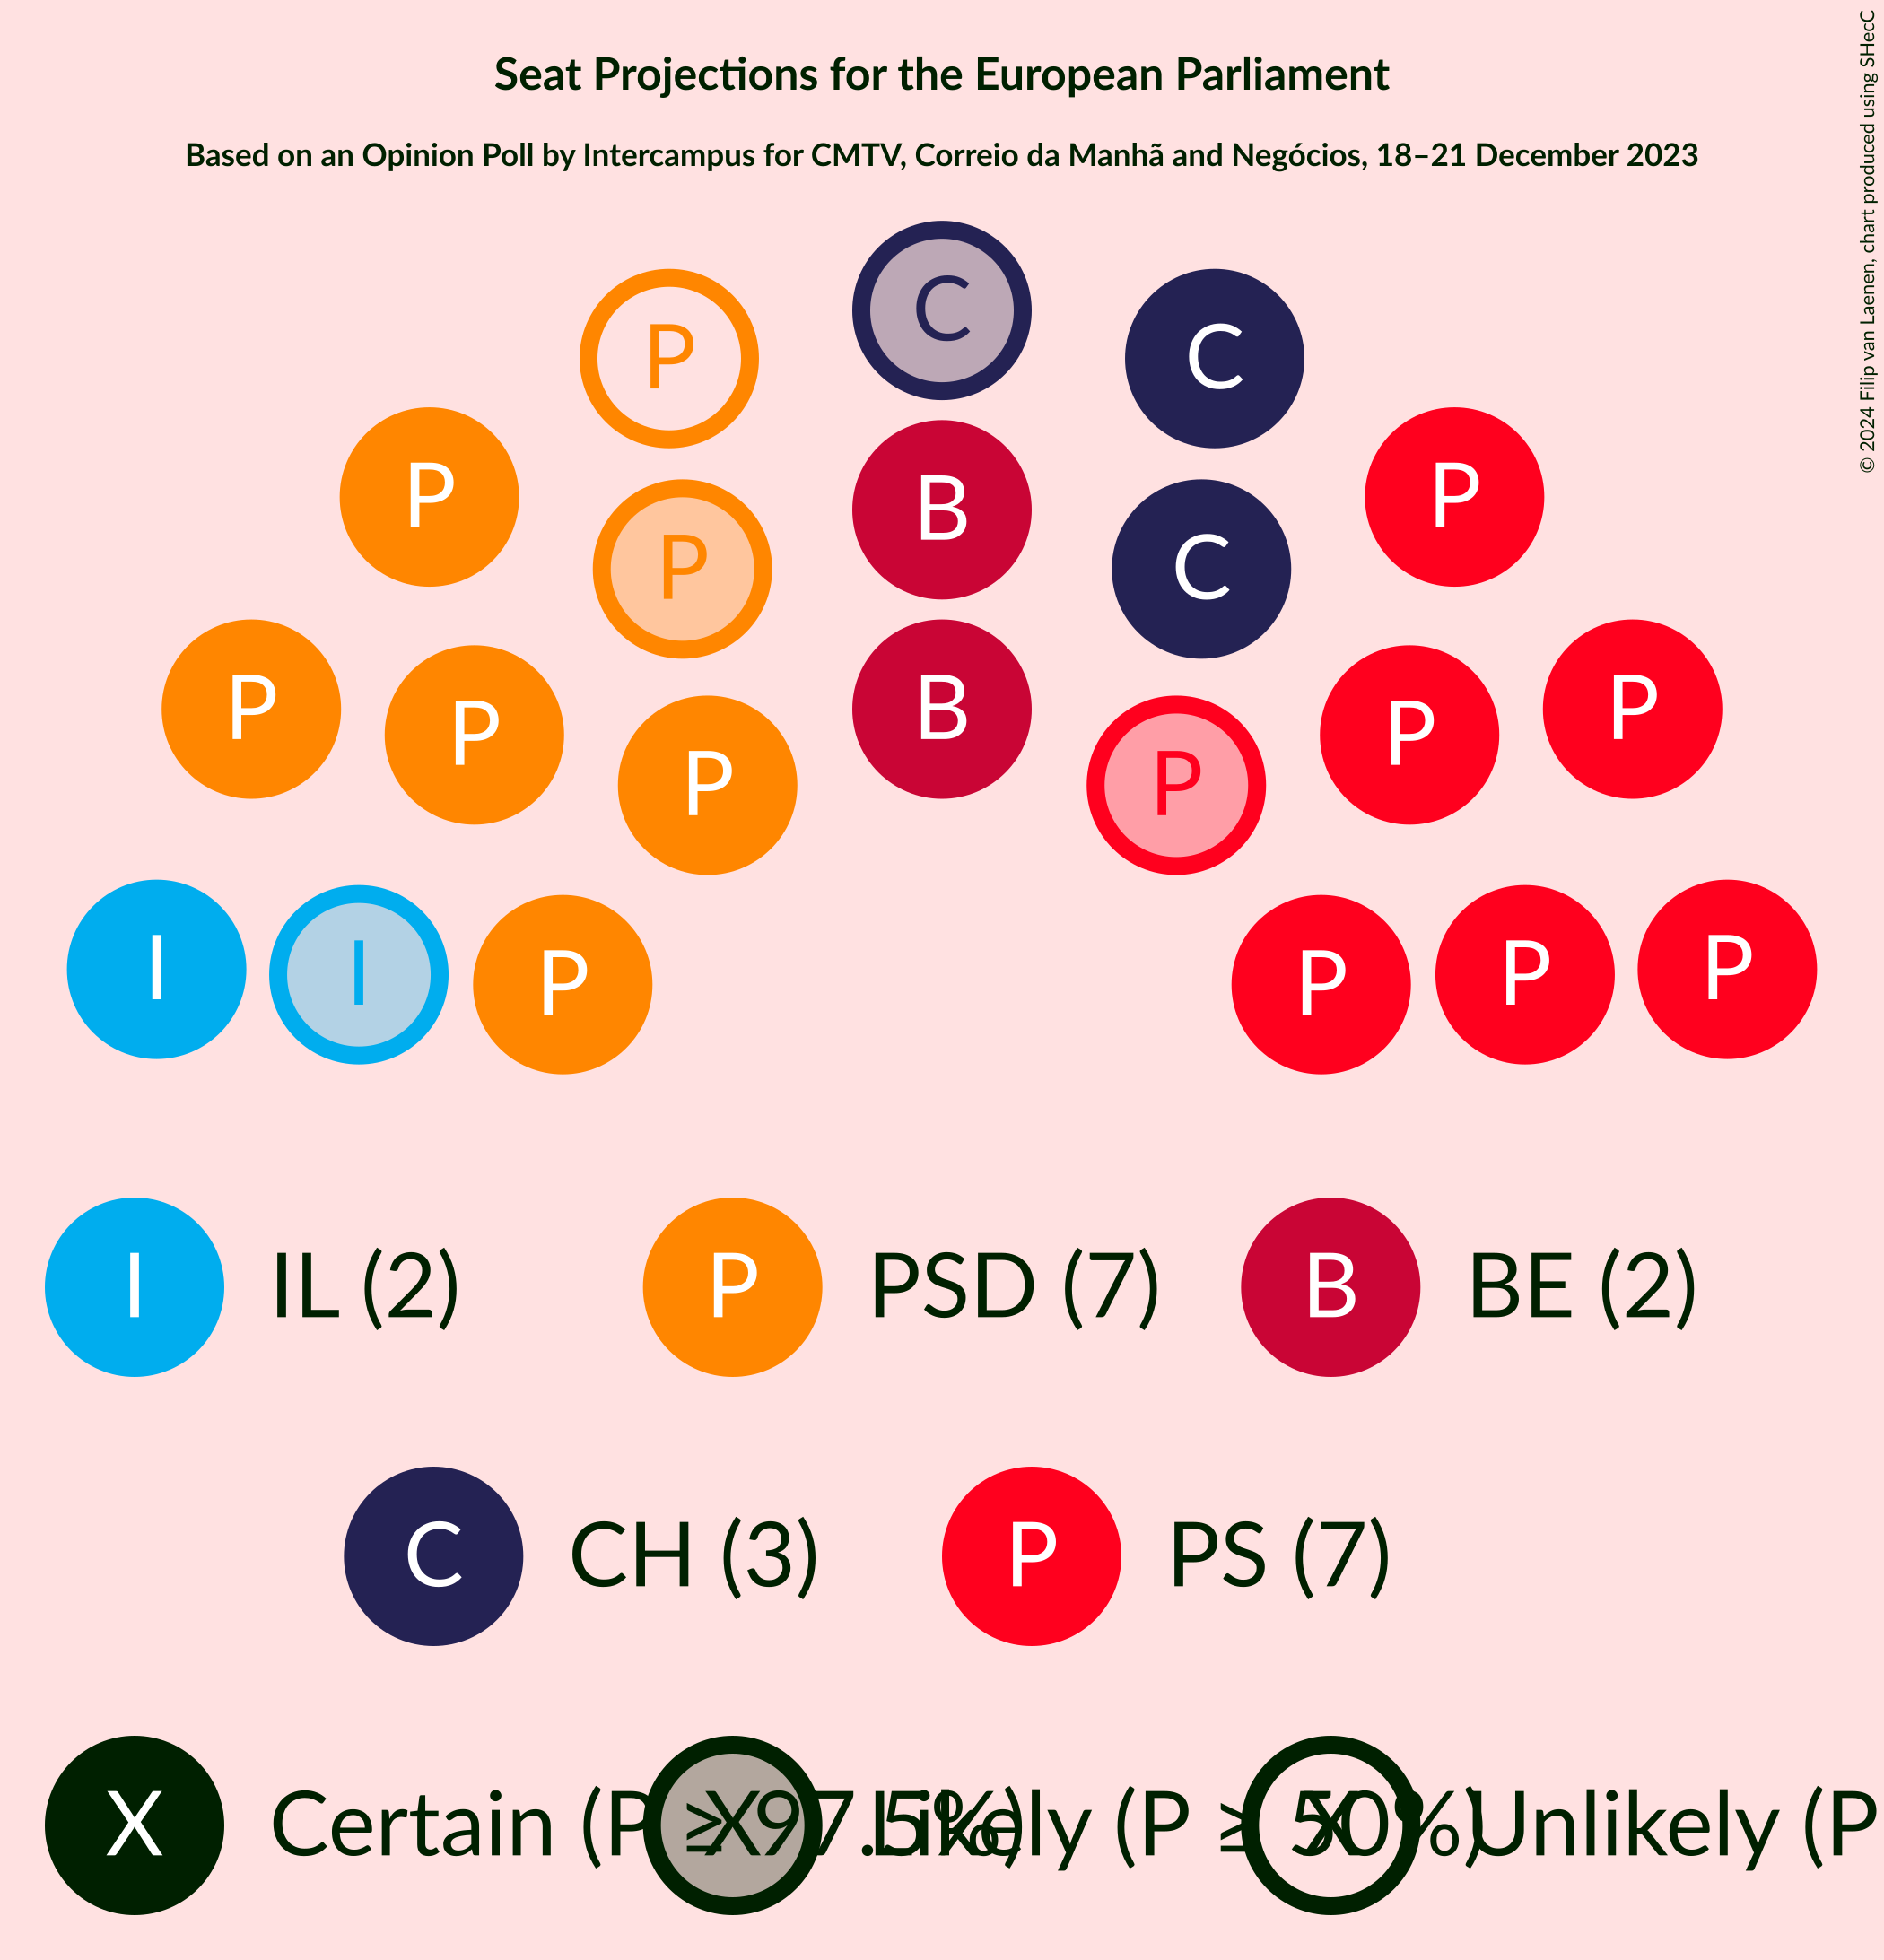 Seat Projections for the European Parliament
Based on an Opinion Poll by Intercampus for CMTV, Correio da Manhã and Negócios, 18–21 December 2023
© 2024 Filip van Laenen, chart produced using SHecC
C
P C
P P
B
P C
P P
B
P P
P P
I I P P P P
I IL (2) P PSD (7) B BE (2)
C CH (3) P PS (7)
X Certain (P ≥ 97.5%) X Likely (P ≥ 50%) X Unlikely (P